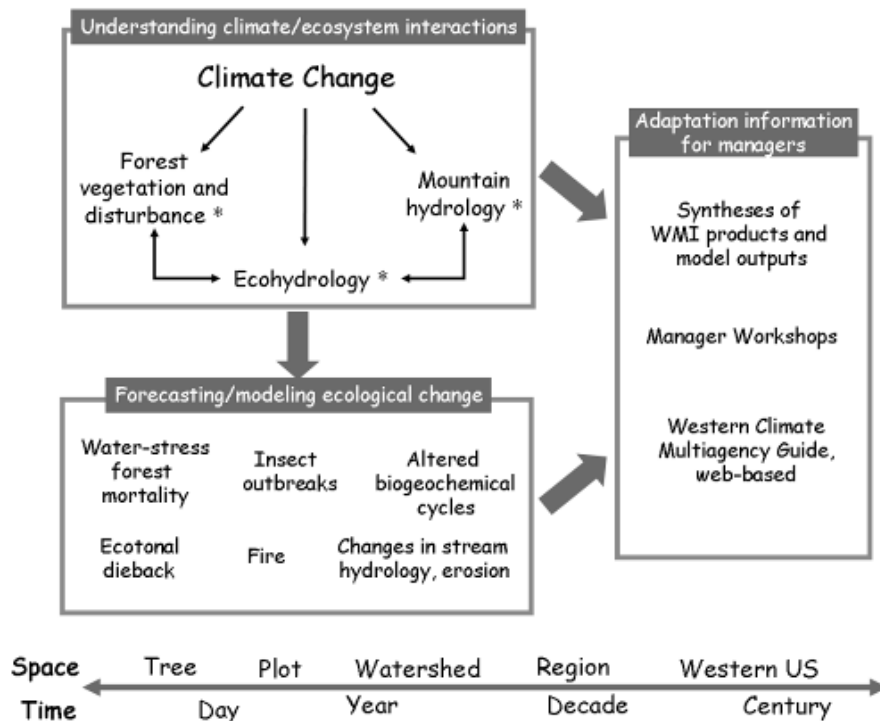 Understanding climate/ecosystem interactions
Climate Change
Forest
vegetation and
disturbance *
Mountain
hydrology *
Ecohydrology *
Adaptation information
for managers
Syntheses of
WMI products and
model outputs
Manager Workshops
Western Climate
Multiagency Guide,
web-based
Forecasting/modeling ecological change
Water-stress
forest
mortality
Insect
outbreaks
Altered
biogeochemical
cycles
Ecotonal
dieback
Fire
Changes in stream
hydrology, erosion
Space Tree Plot Watershed Region Western US
Time Day Year Decade Century